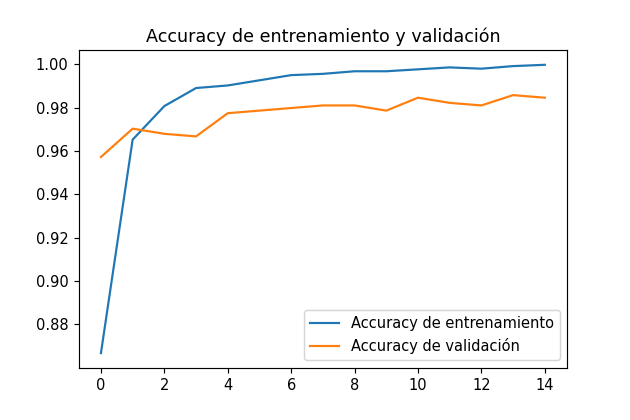 Accuracy de entrenamiento y validación
1.00
0.98
0.96
0.94
0.92
0.90
0.88
Accuracy de entrenamiento
Accuracy de validación
0 2 4 6 8 10 12 14